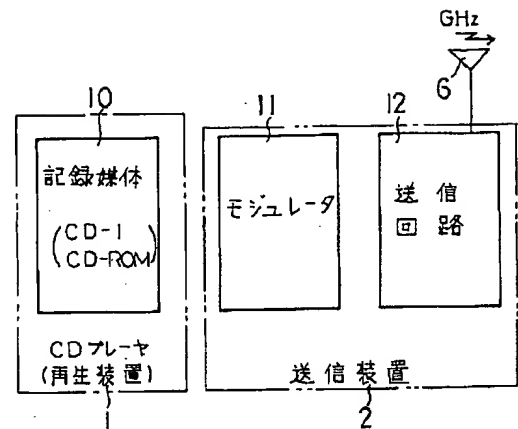 GHz
6
10
11
12
記録媒体
(CD-I
CD-ROM)
モジュレータ
送信
回路
CDプレーヤ
(再生装置)
送信装置
1
2